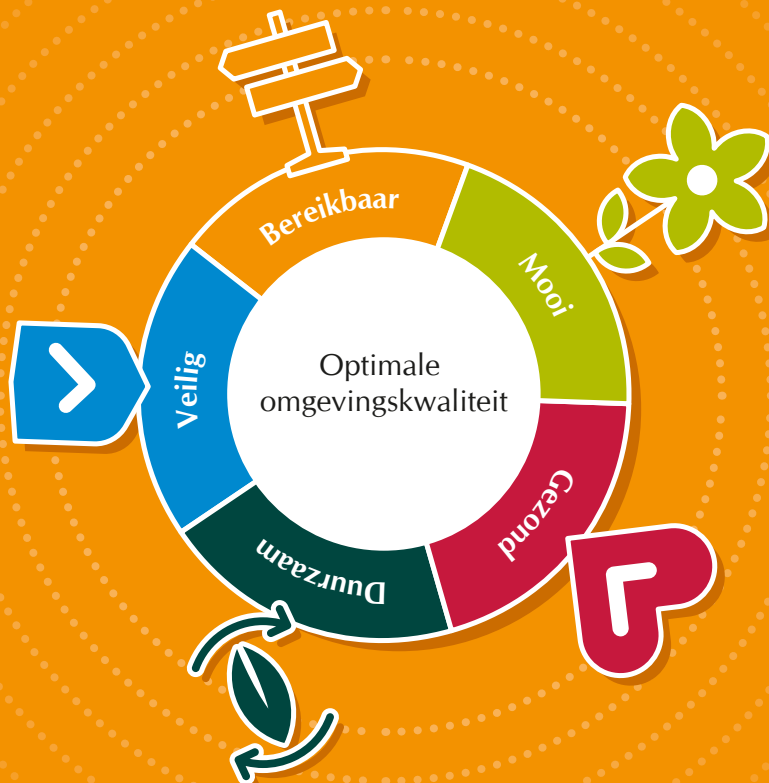 Bereikbaar
Mooi
Veilig
Optimale
omgevingskwaliteit
Gezond
Duurzaam